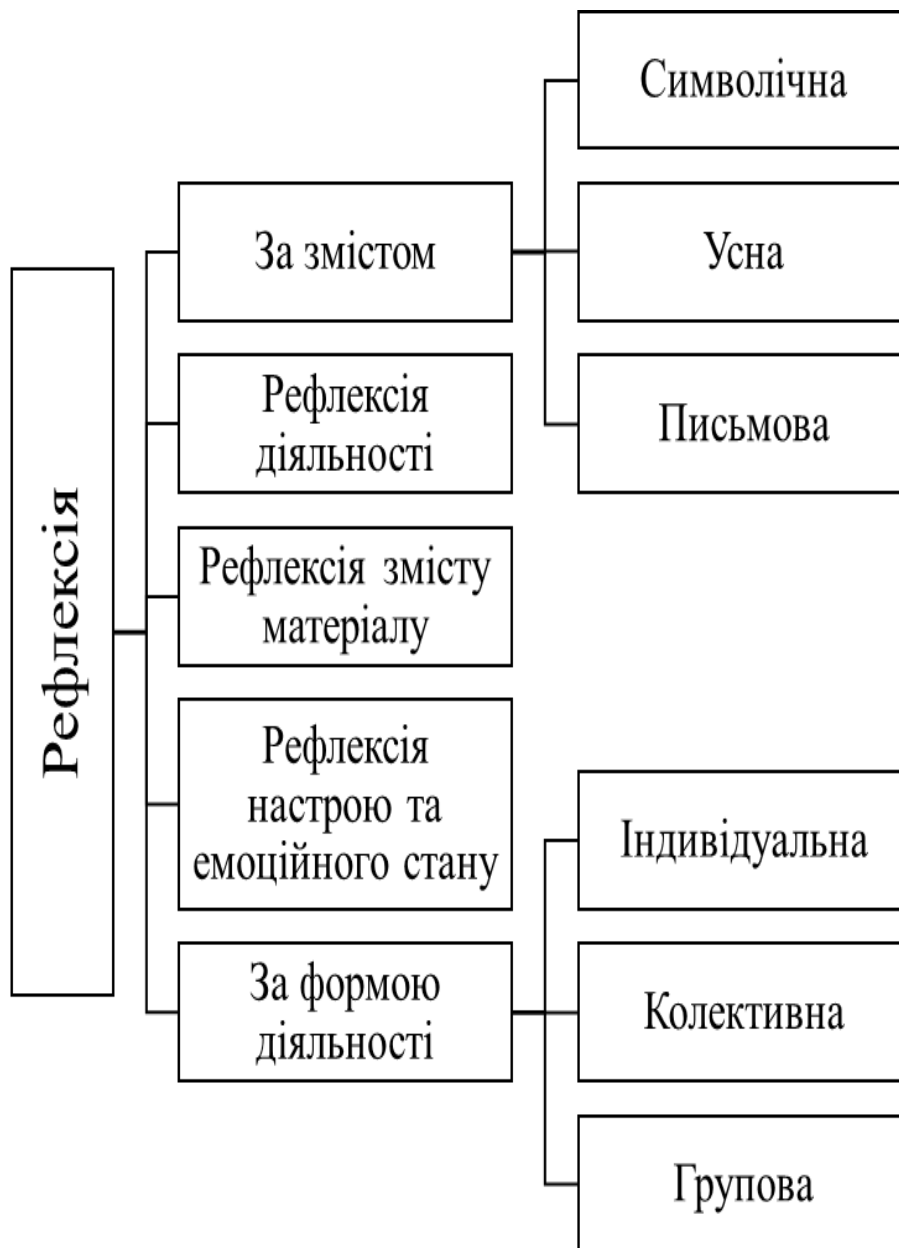 Рефлексія
За змістом
Символічна
Усна
Письмова
Рефлексія
діяльності
Рефлексія змісту
матеріалу
Рефлексія
настрою та
емоційного стану
За формою
діяльності
Індивідуальна
Колективна
Групова